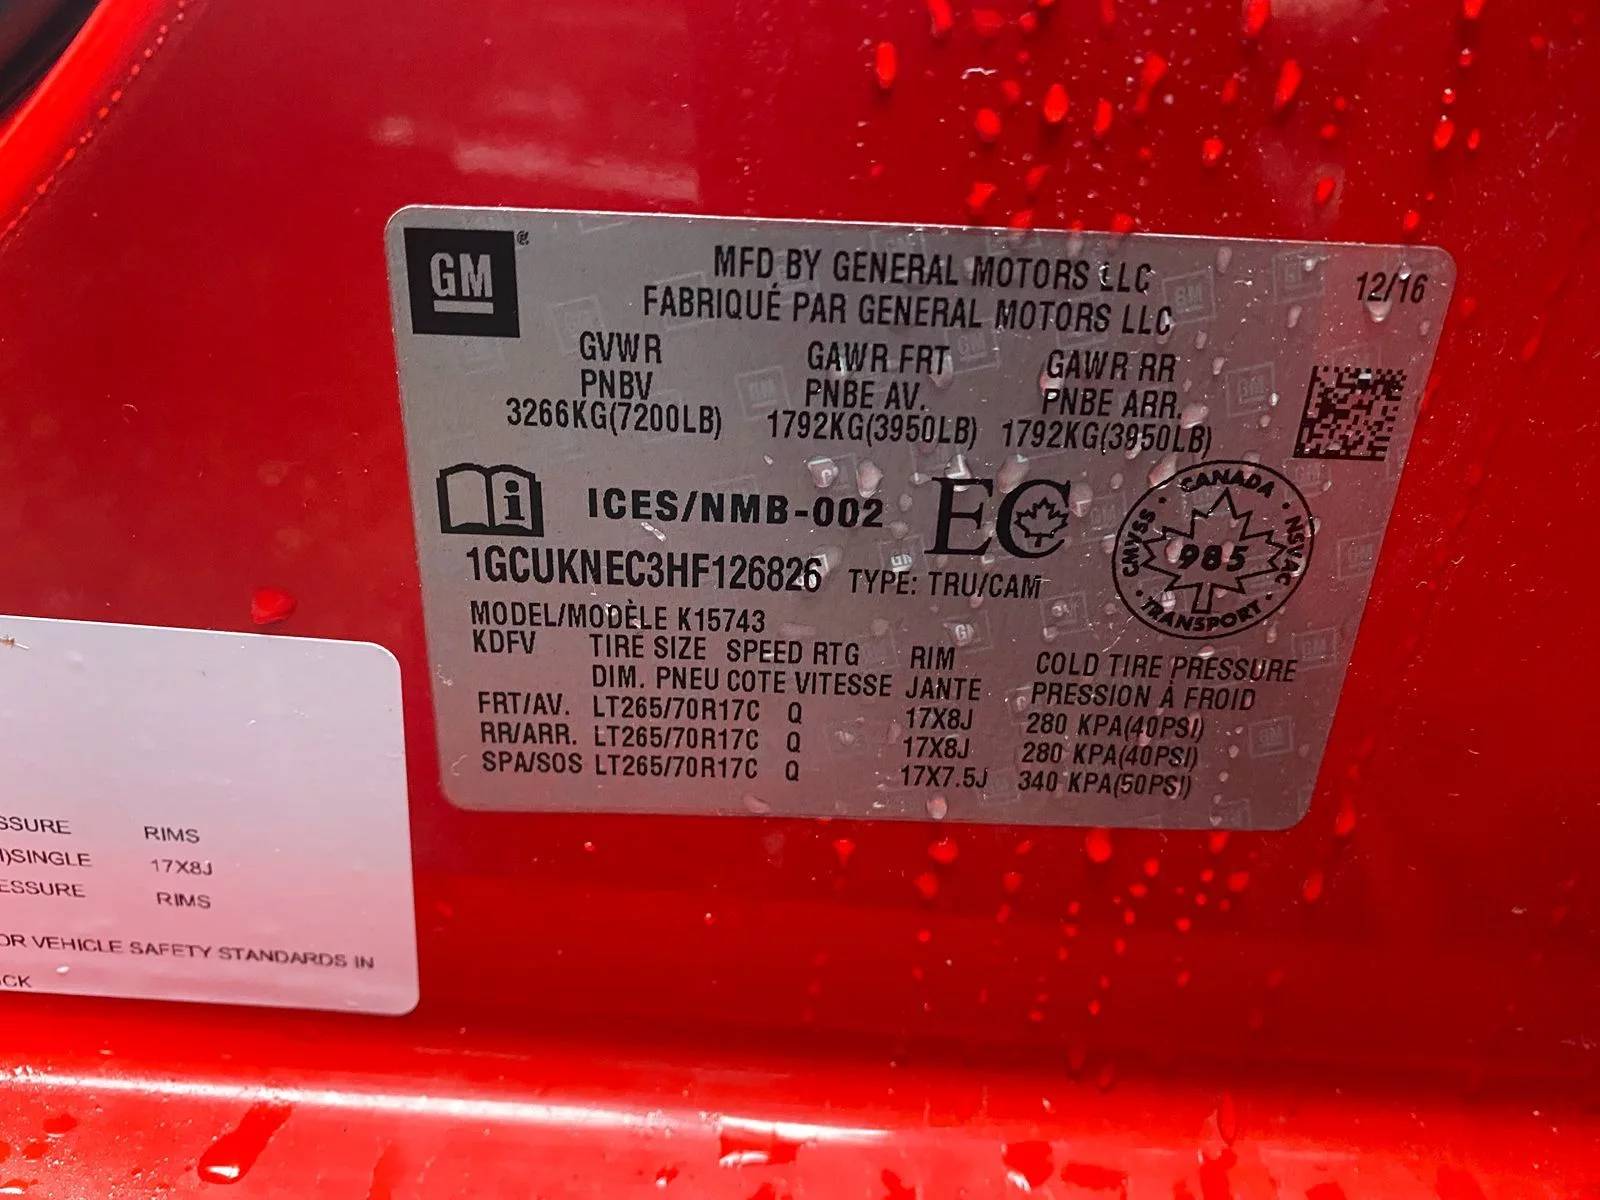 GM
MFD BY GENERAL MOTORS LLC
12/16
FABRIQUÉ PAR GENERAL MOTORS LLC
GVWR GAWR FRT GAWR RR
PNBV PNBE AV. PNBE ARR.
3266KG(7200LB) 1792KG(3950LB) 1792KG(3950LB)
i ICES/NMB-002 EC
CANADA
CMVSS 985 NSVAC
TRANSPORT
1GCUKNEC3HF126826 TYPE: TRU/CAM
MODEL/MODÈLE K15743
KDFV TIRE SIZE SPEED RTG RIM COLD TIRE PRESSURE
DIM. PNEU COTE VITESSE JANTE PRESSION À FROID
FRT/AV. LT265/70R17C Q 17X8J 280 KPA(40PSI)
RR/ARR. LT265/70R17C Q 17X8J 280 KPA(40PSI)
SPA/SOS LT265/70R17C Q 17X7.5J 340 KPA(50PSI)
SSURE RIMS
)SINGLE 17X8J
ESSURE RIMS
OR VEHICLE SAFETY STANDARDS IN
CK